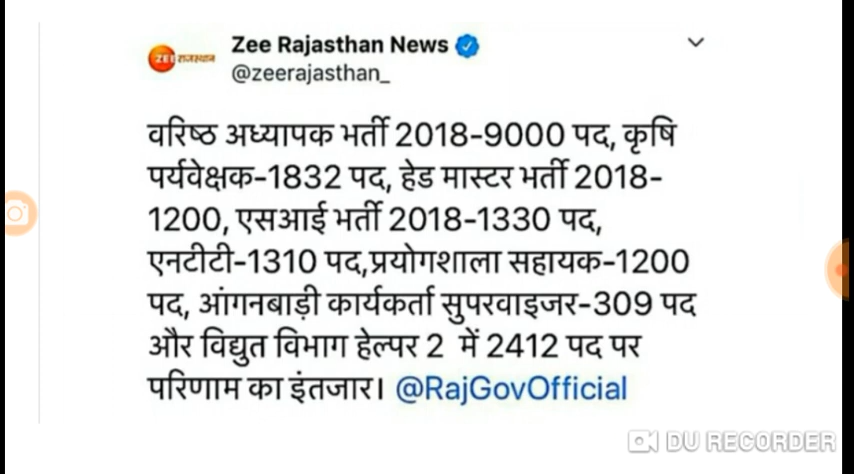 Zee Rajasthan News
ZEE राजस्थान
@zeerajasthan_
वरिष्ठ अध्यापक भर्ती 2018-9000 पद, कृषि
पर्यवेक्षक-1832 पद, हेड मास्टर भर्ती 2018-
1200, एसआई भर्ती 2018-1330 पद,
एनटीटी-1310 पद,प्रयोगशाला सहायक-1200
पद, आंगनबाड़ी कार्यकर्ता सुपरवाइजर-309 पद
और विद्युत विभाग हेल्पर 2 में 2412 पद पर
परिणाम का इंतजार। @RajGovOfficial
DU RECORDER